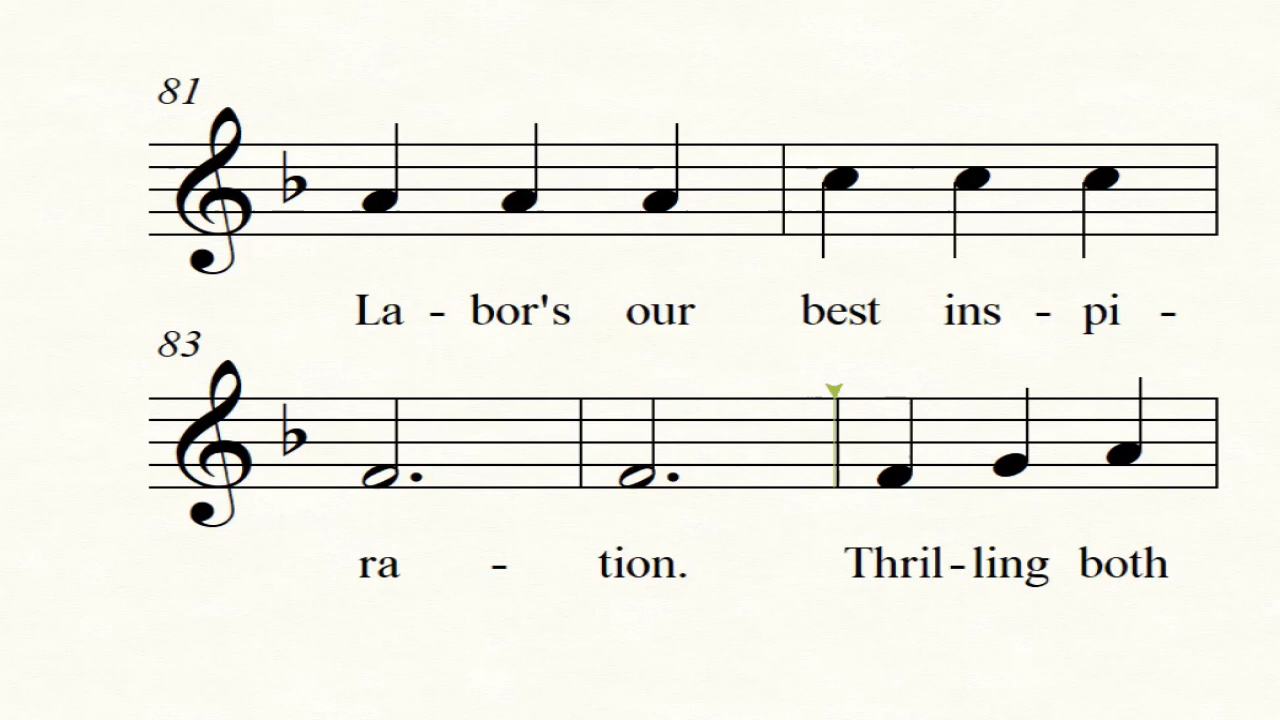 81
La - bor's our best ins - pi -
83
ra - tion. Thril - ling both